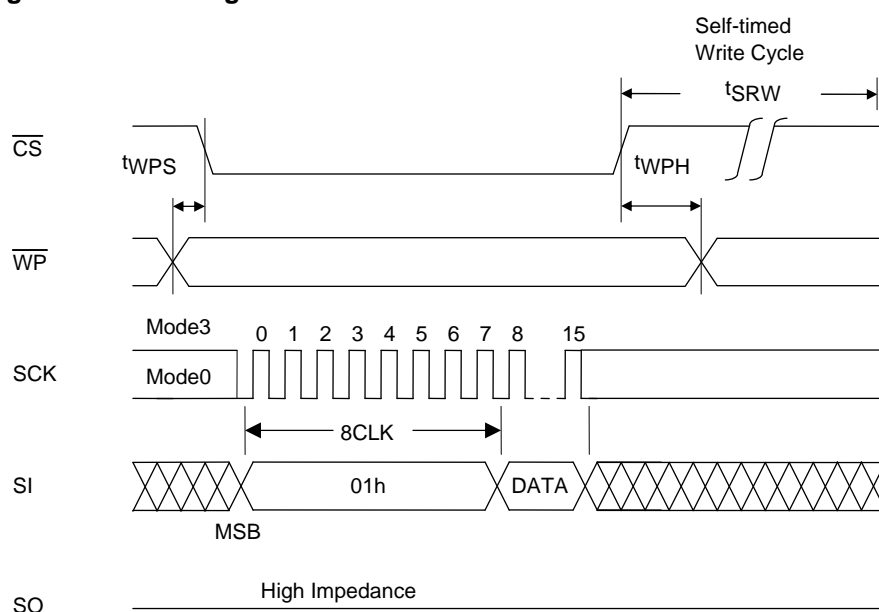 Self-timed
Write Cycle
tSRW
CS
tWPS
tWPH
WP
Mode3
0 1 2 3 4 5 6 7 8 15
SCK
Mode0
8CLK
SI
01h
DATA
MSB
High Impedance
SO